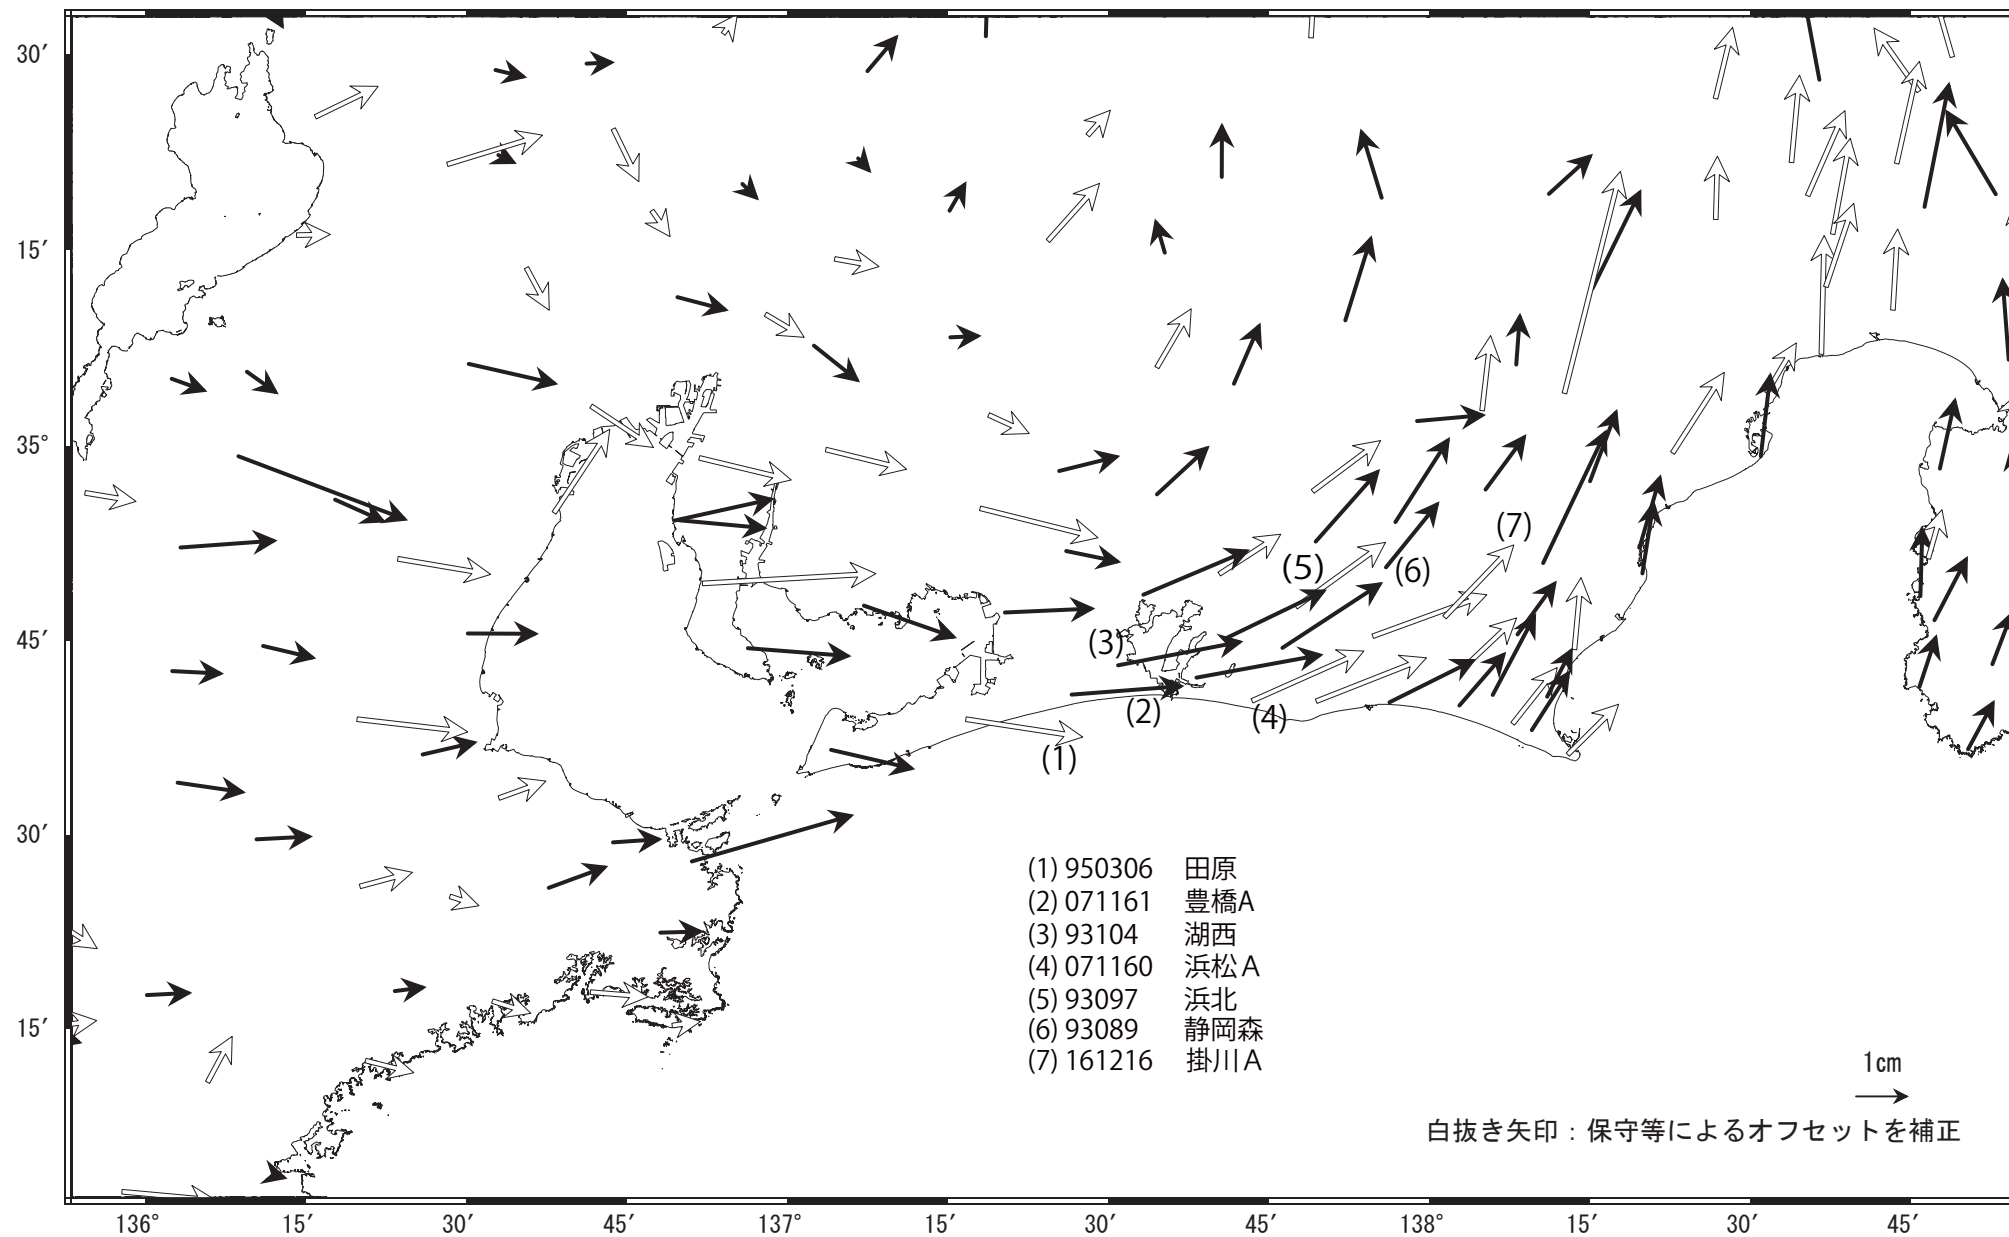 30′
15′
35°
45′
30′
15′
(7)
(5)
(6)
(3)
(2)
(4)
(1)
(1) 950306 田原
(2) 071161 豊橋A
(3) 93104 湖西
(4) 071160 浜松A
(5) 93097 浜北
(6) 93089 静岡森
(7) 161216 掛川A
1cm
白抜き矢印：保守等によるオフセットを補正
136° 15′ 30′ 45′ 137° 15′ 30′ 45′ 138° 15′ 30′ 45′